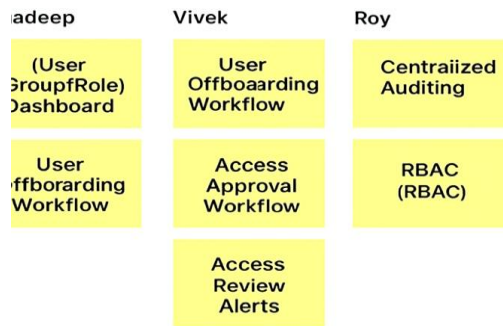 adeep
Vivek
Roy
(User
GroupfRole)
Dashboard
User
Offboaarding
Workflow
Centraiized
Auditing
User
ffborarding
Workflow
Access
Approval
Workflow
RBAC
(RBAC)
Access
Review
Alerts